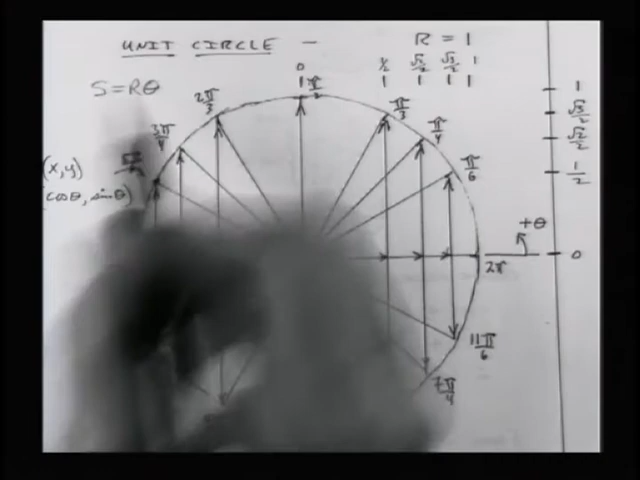 UNIT CIRCLE — R = 1
0 1/2 √2/2 √3/2 1
1 1 1 1 1
S=Rθ
2π/3 π/2 π/3
3π/4 π/4
π/6
(x,y)
(cosθ, sinθ)
1
√3/2
√2/2
1/2
+θ
2π 0
11π/6
7π/4